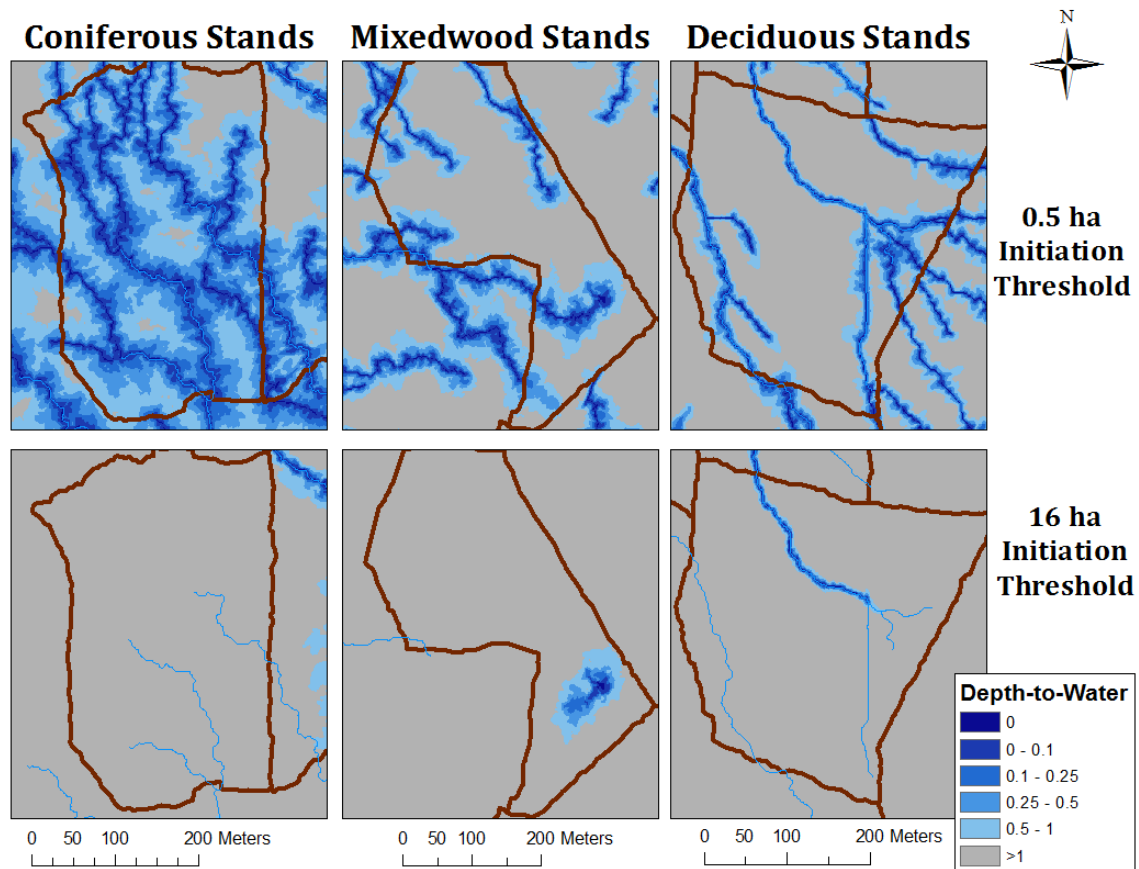 Coniferous Stands
Mixedwood Stands
Deciduous Stands
N
0.5 ha
Initiation
Threshold
16 ha
Initiation
Threshold
Depth-to-Water
0
0 - 0.1
0.1 - 0.25
0.25 - 0.5
0.5 - 1
>1
0 50 100 200 Meters
0 50 100 200 Meters
0 50 100 200 Meters